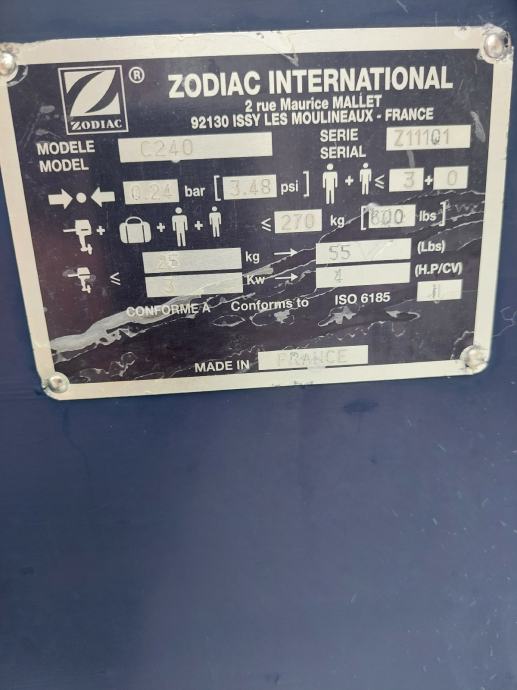 ZODIAC ® ZODIAC INTERNATIONAL
2 rue Maurice MALLET
92130 ISSY LES MOULINEAUX - FRANCE
MODELE
MODEL C240 SERIE
SERIAL Z11101
0.24 bar [3.48 psi] + ≤ 3 + 0
+ + + ≤ 270 kg [600 lbs]
25 kg → 55 (Lbs)
≤ 3 Kw → 4 (H.P/CV)
CONFORME A Conforms to ISO 6185 II
MADE IN FRANCE